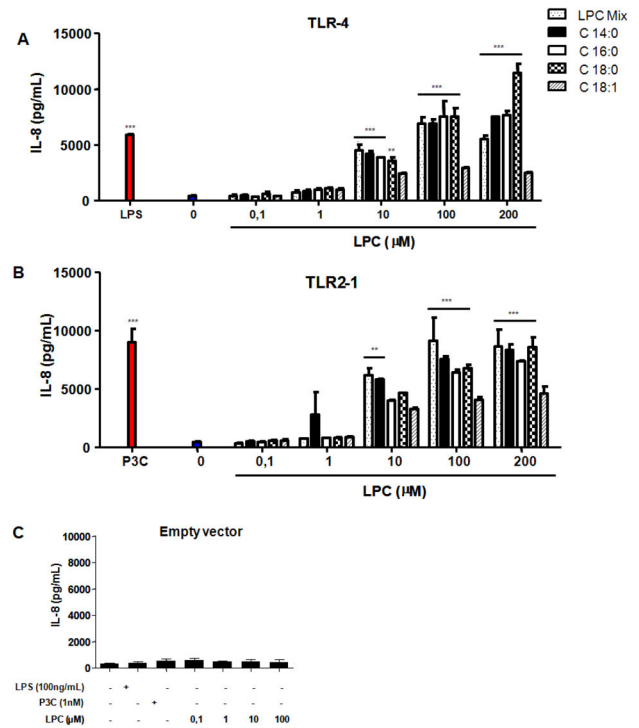 A
TLR-4
LPC Mix
C 14:0
C 16:0
C 18:0
C 18:1
IL-8 (pg/mL)
15000
10000
5000
0
***
***
**
***
***
LPS 0 0,1 1 10 100 200
LPC ( µM)
B
TLR2-1
IL-8 (pg/mL)
15000
10000
5000
0
***
**
***
***
P3C 0 0,1 1 10 100 200
LPC (µM)
C
Empty vector
IL-8 (pg/mL)
10000
8000
6000
4000
2000
0
LPS (100ng/mL) - + - - - - -
P3C (1nM) - - + - - - -
LPC (µM) - - - 0,1 1 10 100